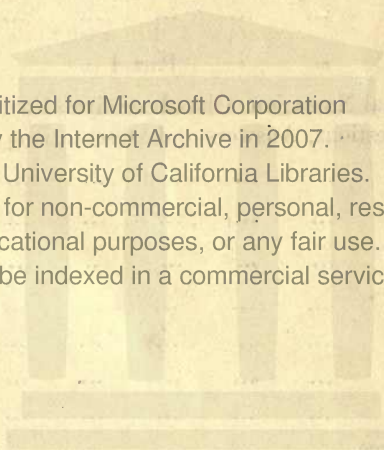 itized for Microsoft Corporation
the Internet Archive in 2007.
University of California Libraries.
for non-commercial, personal, res
cational purposes, or any fair use.
be indexed in a commercial servic